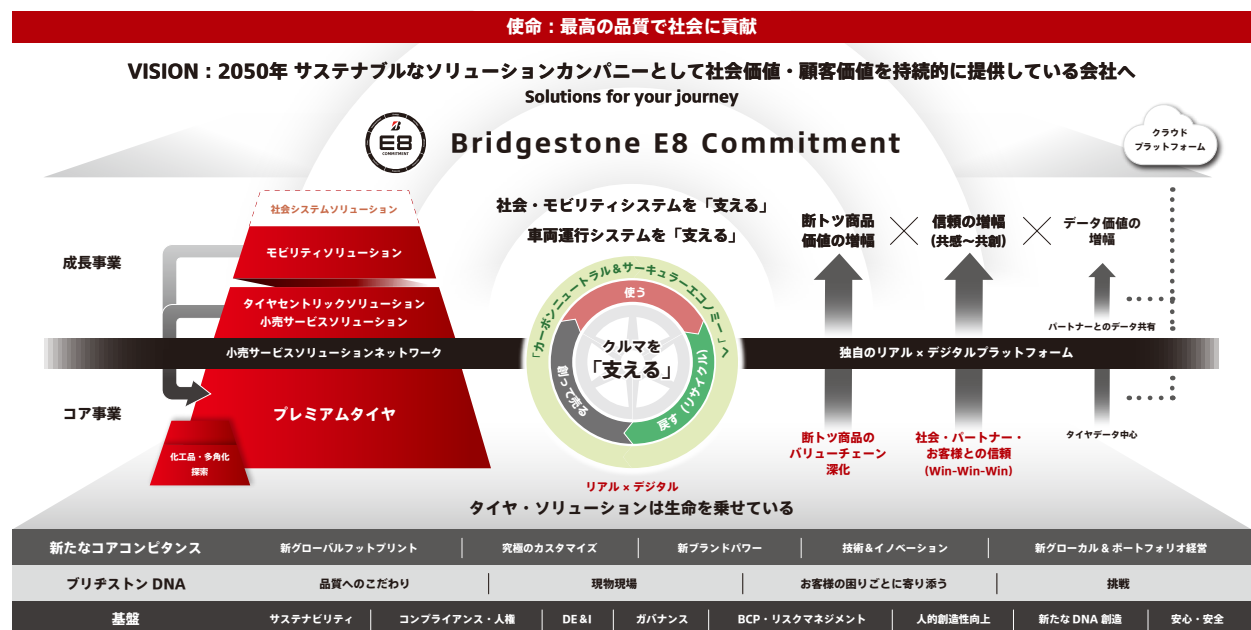 使命：最高の品質で社会に貢献
VISION：2050年 サステナブルなソリューションカンパニーとして社会価値・顧客価値を持続的に提供している会社へ
Solutions for your journey
E8
COMMITMENT
Bridgestone E8 Commitment
クラウド
プラットフォーム
社会システムソリューション
モビリティソリューション
成長事業
タイヤセントリックソリューション
小売サービスソリューション
小売サービスソリューションネットワーク
コア事業
プレミアムタイヤ
化工品・多角化
探索
社会・モビリティシステムを「支える」
車両運行システムを「支える」
「カーボンニュートラル&サーキュラーエコノミー」へ
使う
クルマを
「支える」
創って売る
戻す（リサイクル）
リアル × デジタル
タイヤ・ソリューションは生命を乗せている
断トツ商品
価値の増幅
信頼の増幅
(共感～共創)
データ価値の
増幅
パートナーとのデータ共有
独自のリアル × デジタルプラットフォーム
断トツ商品の
バリューチェーン
深化
社会・パートナー・
お客様との信頼
(Win-Win-Win)
タイヤデータ中心
新たなコアコンピタンス 新グローバルフットプリント 究極のカスタマイズ 新ブランドパワー 技術&イノベーション 新グローカル & ポートフォリオ経営
ブリヂストン DNA 品質へのこだわり 現物現場 お客様の困りごとに寄り添う 挑戦
基盤 サステナビリティ コンプライアンス・人権 DE&I ガバナンス BCP・リスクマネジメント 人的創造性向上 新たな DNA 創造 安心・安全